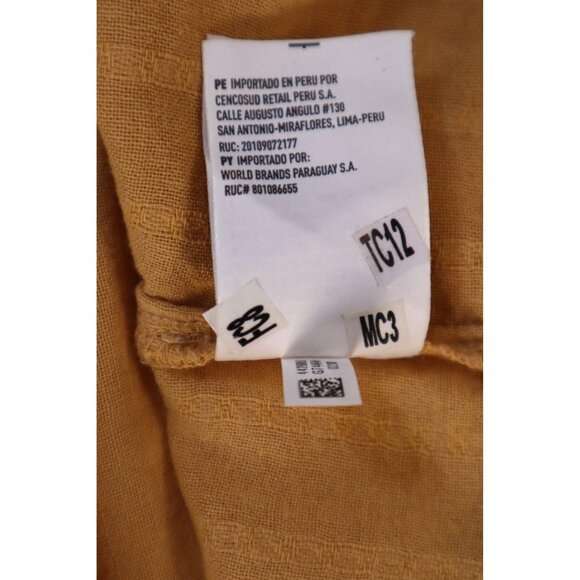 PE IMPORTADO EN PERU POR
CENCOSUD RETAIL PERU S.A.
CALLE AUGUSTO ANGULO #130
SAN ANTONIO-MIRAFLORES, LIMA-PERU
RUC: 20109072177
PY IMPORTADO POR:
WORLD BRANDS PARAGUAY S.A.
RUC# 801086655
TC12
FC8
MC3